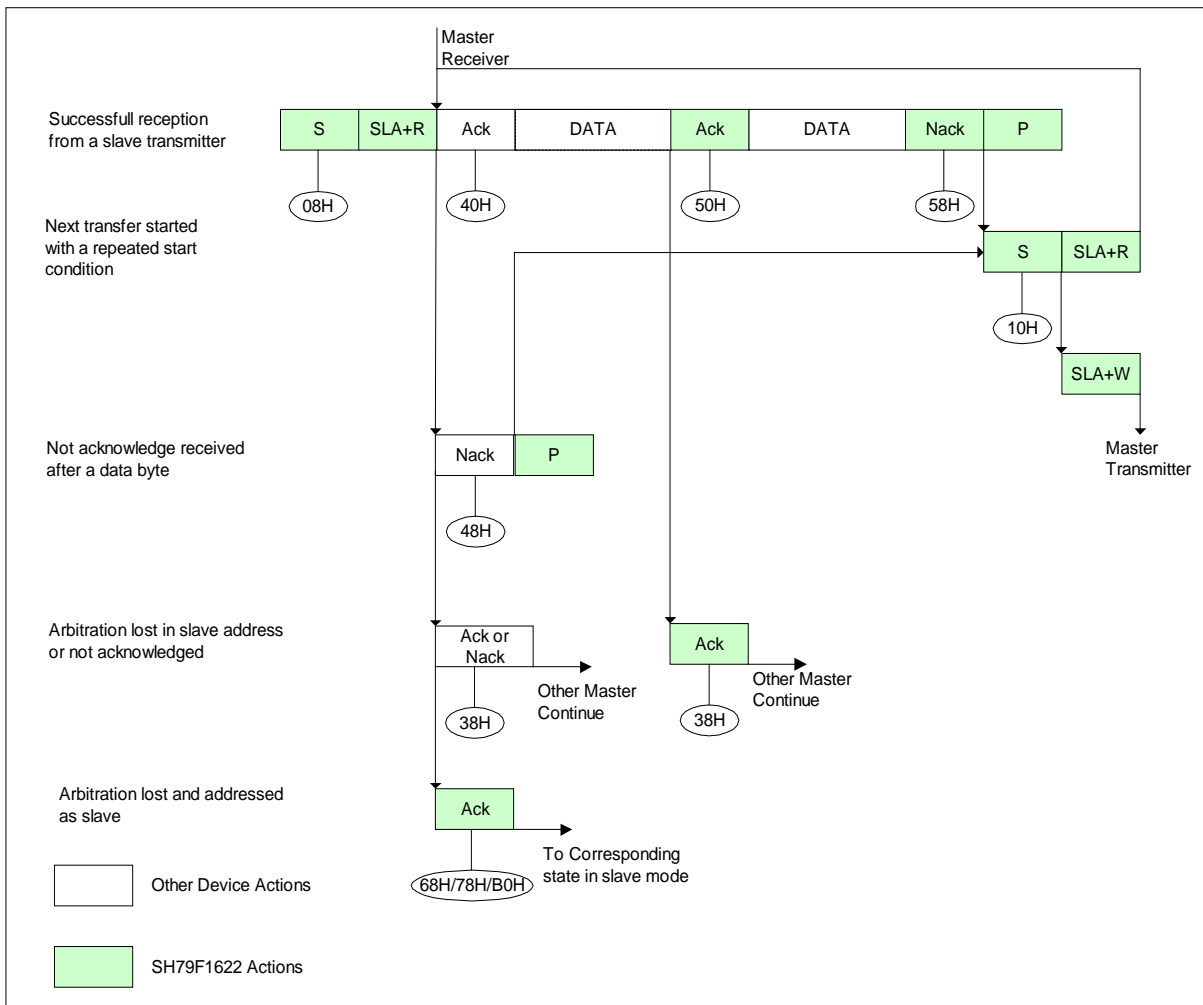 Master
Receiver
Successfull reception
from a slave transmitter
S
SLA+R
Ack
DATA
Ack
DATA
Nack
P
08H
40H
50H
58H
Next transfer started
with a repeated start
condition
S
SLA+R
10H
SLA+W
Master
Transmitter
Not acknowledge received
after a data byte
Nack
P
48H
Arbitration lost in slave address
or not acknowledged
Ack or
Nack
Other Master
Continue
38H
Ack
Other Master
Continue
38H
Arbitration lost and addressed
as slave
Ack
To Corresponding
state in slave mode
68H/78H/B0H
Other Device Actions
SH79F1622 Actions